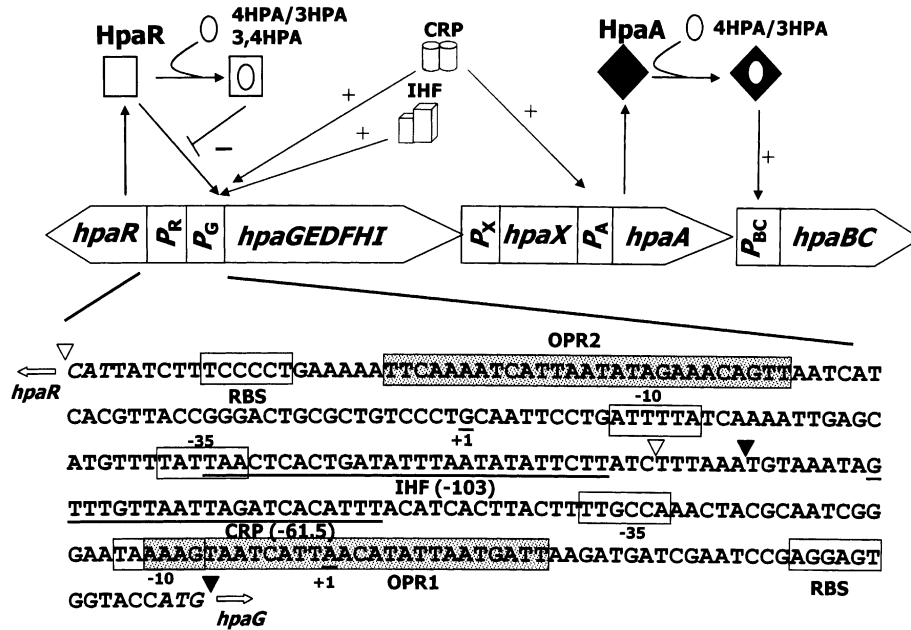 HpaR 4HPA/3HPA CRP HpaA 4HPA/3HPA
3,4HPA
IHF
+ + + +
−
hpaR PR PG hpaGEDFHI PX hpaX PA hpaA PBC hpaBC
OPR2
CATTATCTTTCCCCTGAAAAATTCAAAATCATTAATATAGAAACAGTTAATCAT
hpaR RBS -10
CACGTTACCGGGACTGCGCTGTCCCTGCAATTCCTGATTTTATCAAAATTGAGC
-35 +1
ATGTTTTATTAACTCACTGATATTTAATATATTCTTATCTTTAAATGTAAATAG
IHF (-103)
TTTGTTAATTAGATCACATTTACATCACTTACTTTTGCCAAACTACGCAATCGG
CRP (-61.5) -35
GAATAAAAGTAATCATTAACATATTAATGATTAAGATGATCGAATCCGAGGAGT
-10 +1 OPR1 RBS
GGTACCATG hpaG